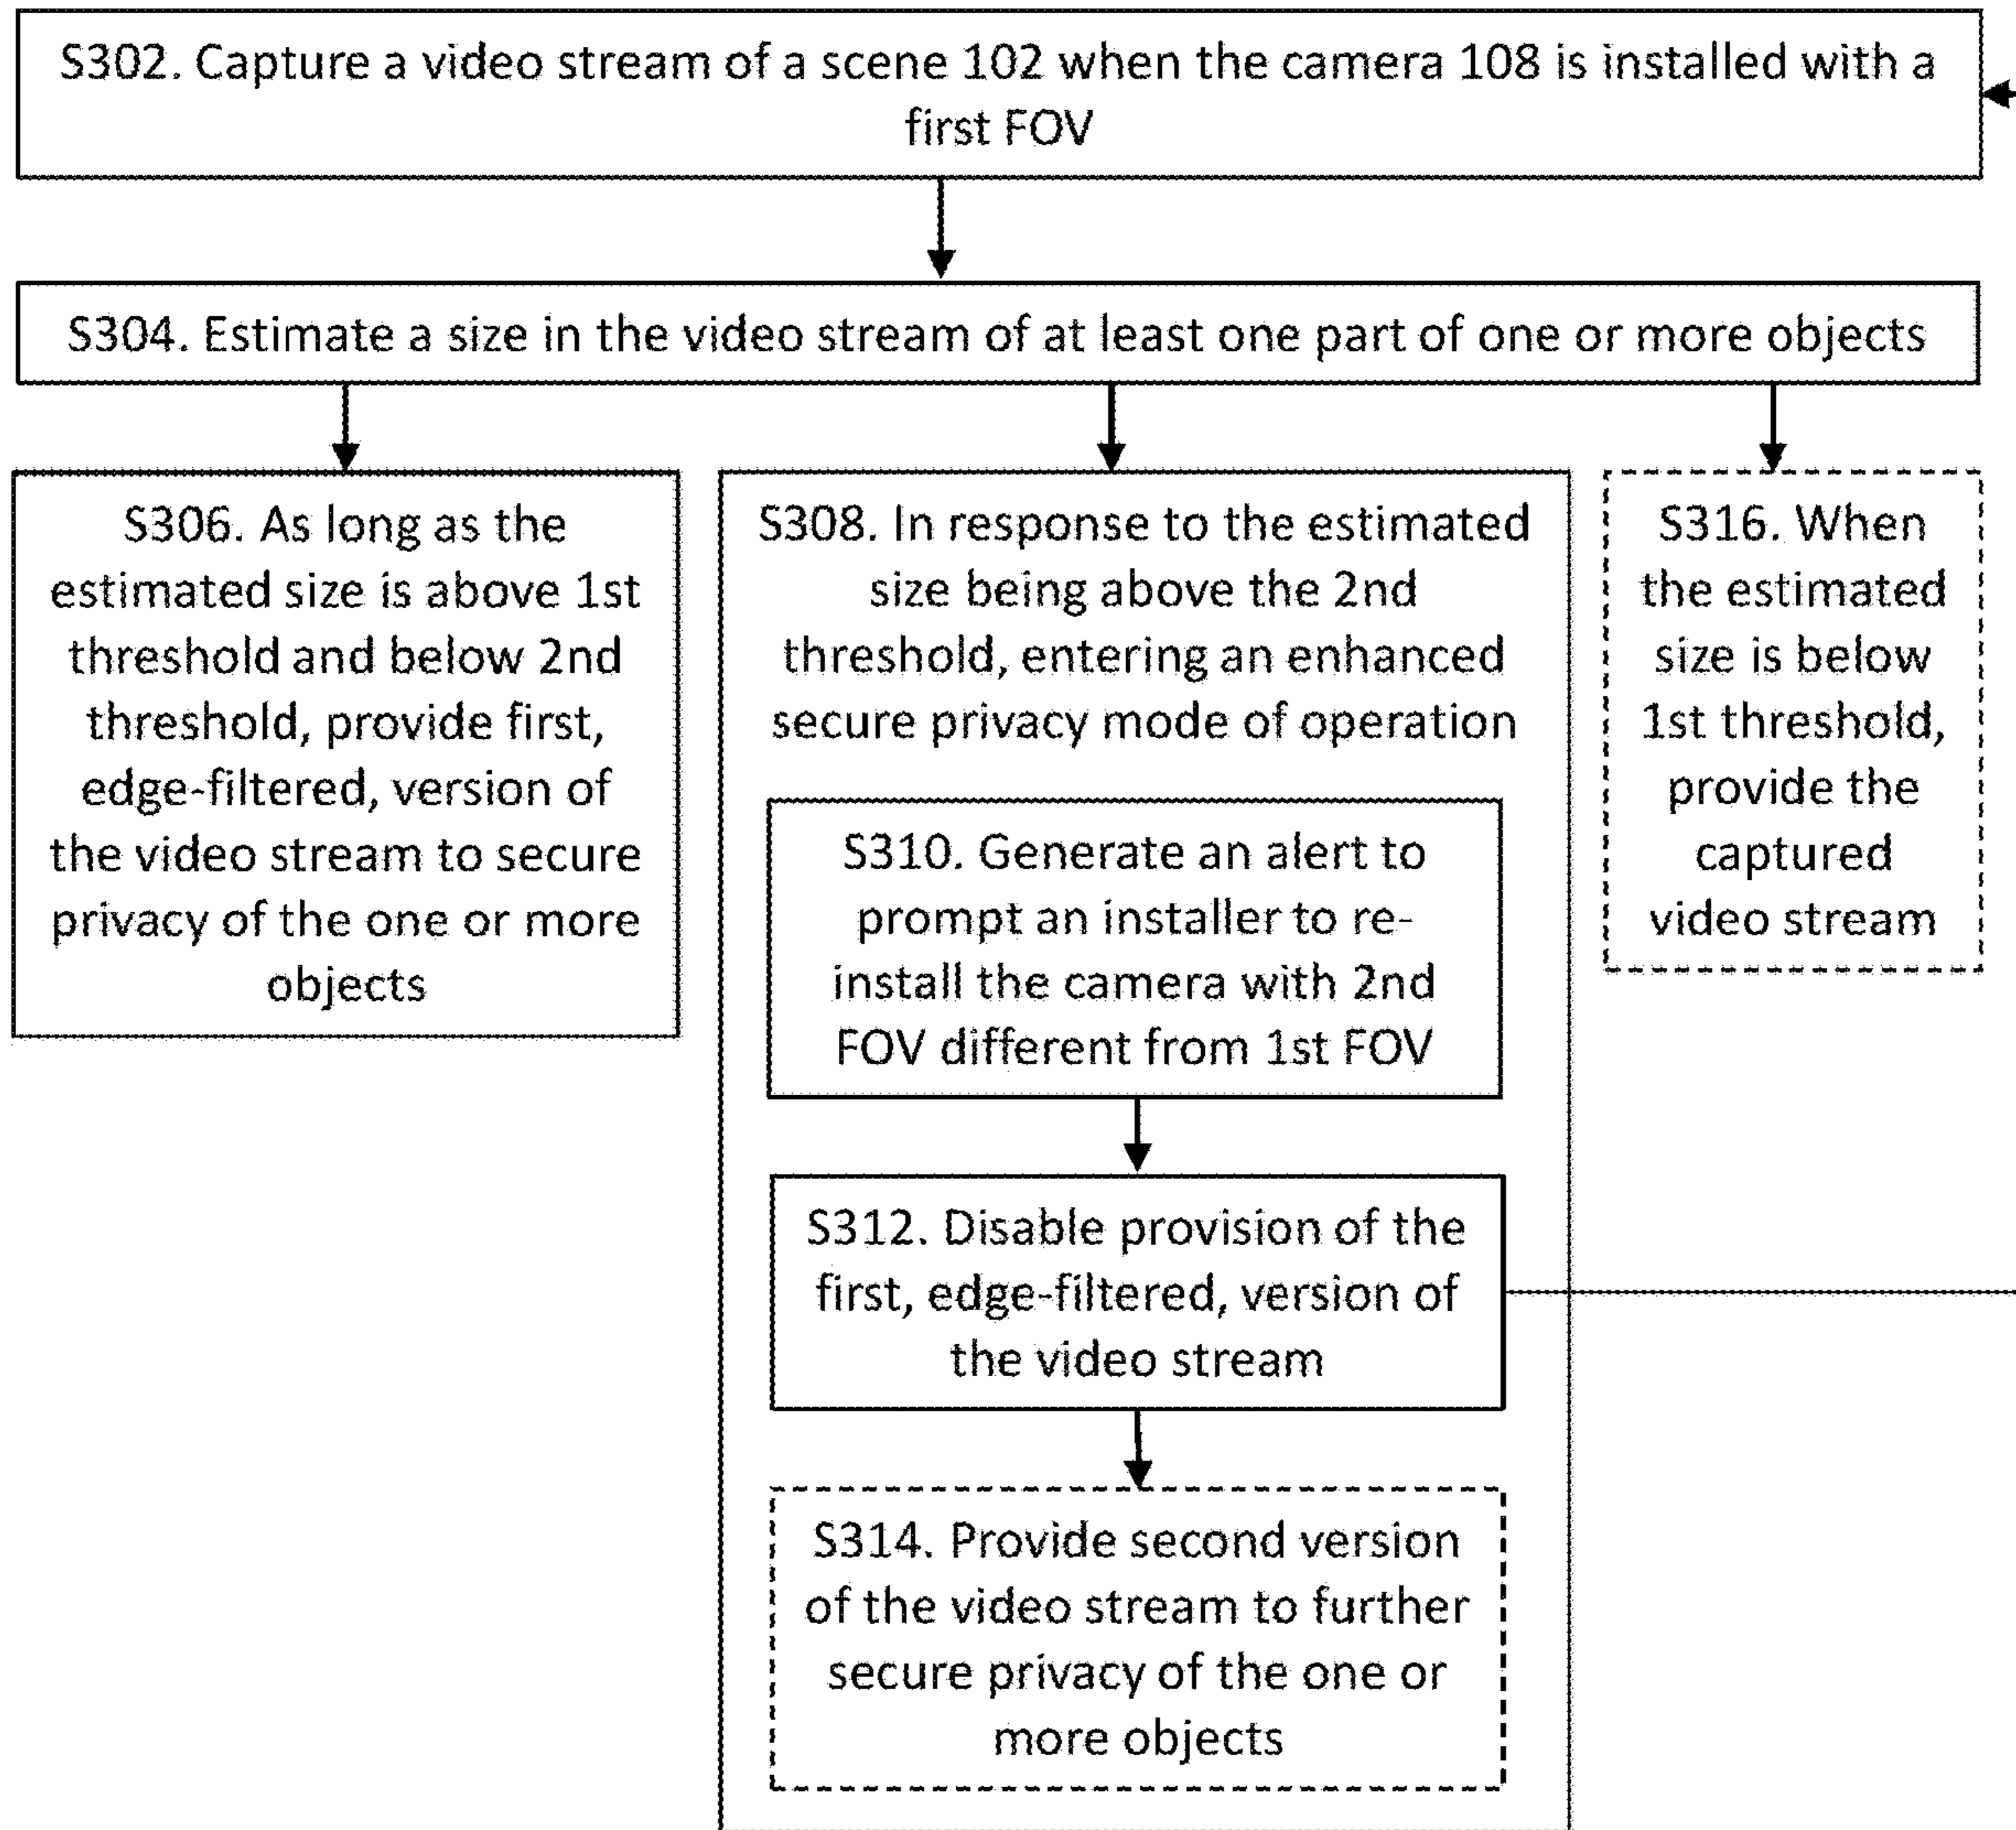 S302. Capture a video stream of a scene 102 when the camera 108 is installed with a
first FOV
S304. Estimate a size in the video stream of at least one part of one or more objects
S306. As long as the
estimated size is above 1st
threshold and below 2nd
threshold, provide first,
edge-filtered, version of
the video stream to secure
privacy of the one or more
objects
S308. In response to the estimated
size being above the 2nd
threshold, entering an enhanced
secure privacy mode of operation
S310. Generate an alert to
prompt an installer to re-
install the camera with 2nd
FOV different from 1st FOV
S312. Disable provision of the
first, edge-filtered, version of
the video stream
S314. Provide second version
of the video stream to further
secure privacy of the one or
more objects
S316. When
the estimated
size is below
1st threshold,
provide the
captured
video stream